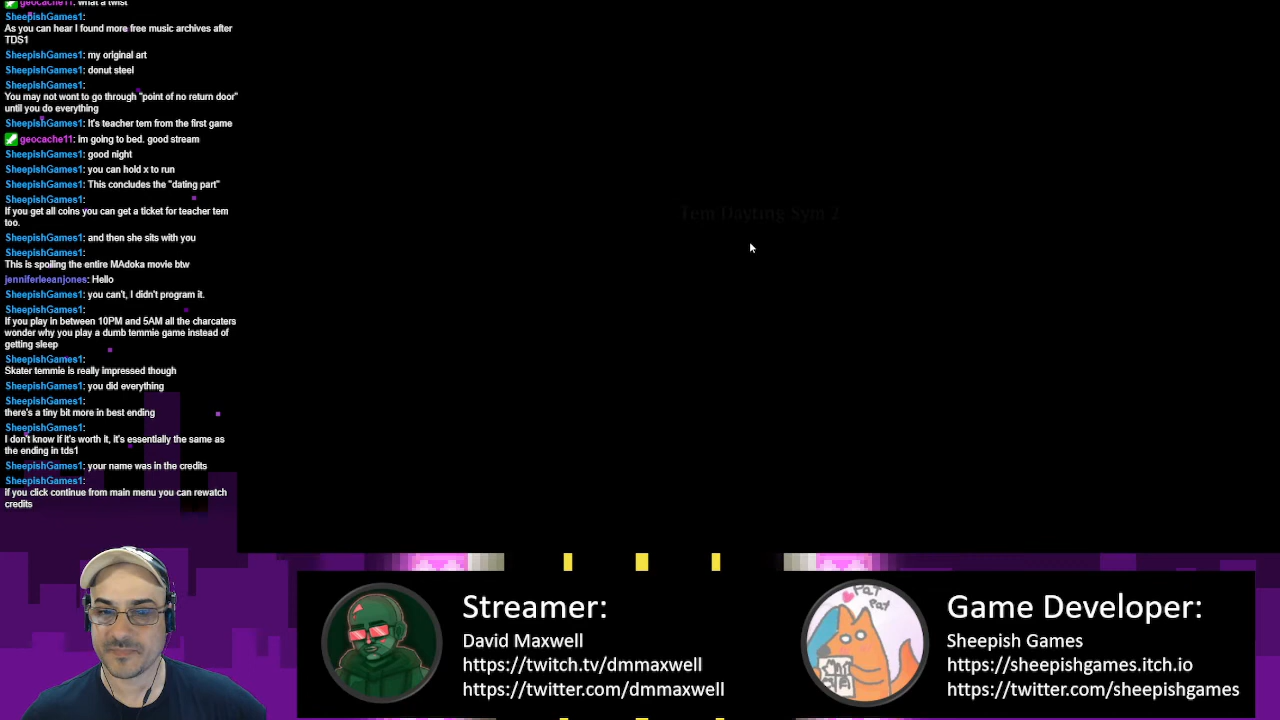 geocache11: what a twist
SheepishGames1:
As you can hear I found more free music archives after
TDS1
SheepishGames1: my original art
SheepishGames1: donut steel
SheepishGames1:
You may not wont to go through "point of no return door"
until you do everything
SheepishGames1: It's teacher tem from the first game
geocache11: im going to bed. good stream
SheepishGames1: good night
SheepishGames1: you can hold x to run
SheepishGames1: This concludes the "dating part"
SheepishGames1:
If you get all coins you can get a ticket for teacher tem
too.
SheepishGames1: and then she sits with you
SheepishGames1:
This is spoiling the entire MAdoka movie btw
jenniferleeanjones: Hello
SheepishGames1: you can't, I didn't program it.
SheepishGames1:
If you play in between 10PM and 5AM all the charcaters
wonder why you play a dumb temmie game instead of
getting sleep
SheepishGames1:
Skater temmie is really impressed though
SheepishGames1: you did everything
SheepishGames1:
there's a tiny bit more in best ending
SheepishGames1:
I don't know if it's worth it, it's essentially the same as
the ending in tds1
SheepishGames1: your name was in the credits
SheepishGames1:
if you click continue from main menu you can rewatch
credits
Tem Dayting Sym 2
Streamer:
David Maxwell
https://twitch.tv/dmmaxwell
https://twitter.com/dmmaxwell
Pat
Pat
Game Developer:
Sheepish Games
https://sheepishgames.itch.io
https://twitter.com/sheepishgames